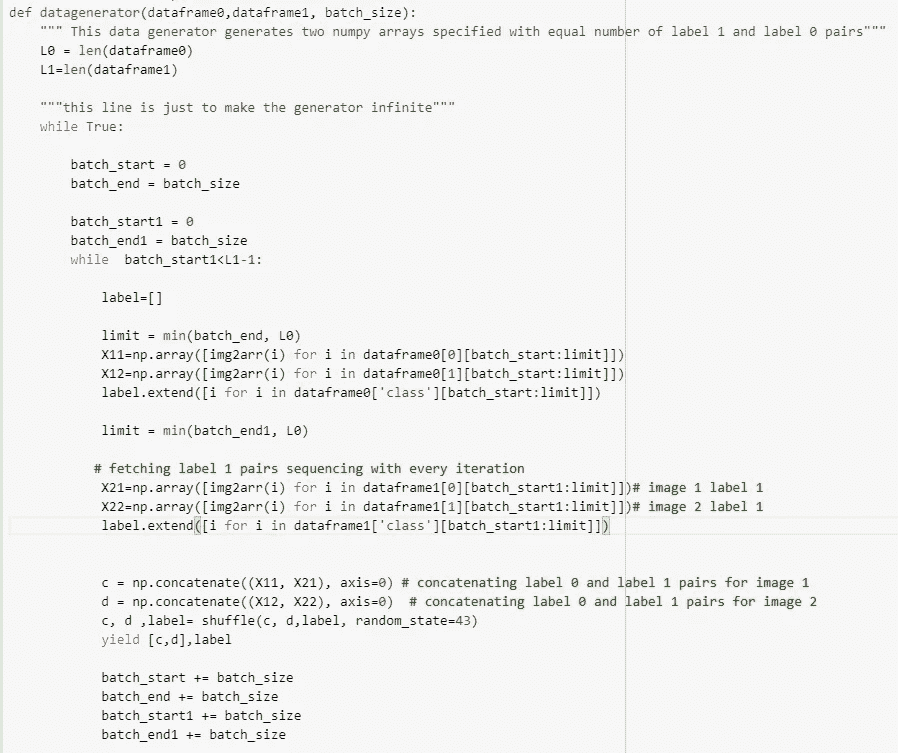 def datagenerator(dataframe0,dataframe1, batch_size):
    """ This data generator generates two numpy arrays specified with equal number of label 1 and label 0 pairs"""
    L0 = len(dataframe0)
    L1=len(dataframe1)
    """this line is just to make the generator infinite"""
    while True:
        batch_start = 0
        batch_end = batch_size
        batch_start1 = 0
        batch_end1 = batch_size
        while  batch_start1<L1-1:
            label=[]
            limit = min(batch_end, L0)
            X11=np.array([img2arr(i) for i in dataframe0[0][batch_start:limit]])
            X12=np.array([img2arr(i) for i in dataframe0[1][batch_start:limit]])
            label.extend([i for i in dataframe0['class'][batch_start:limit]])
            limit = min(batch_end1, L0)
           # fetching label 1 pairs sequencing with every iteration
            X21=np.array([img2arr(i) for i in dataframe1[0][batch_start1:limit]])# image 1 label 1
            X22=np.array([img2arr(i) for i in dataframe1[1][batch_start1:limit]])# image 2 label 1
            label.extend([i for i in dataframe1['class'][batch_start1:limit]])
            c = np.concatenate((X11, X21), axis=0) # concatenating label 0 and label 1 pairs for image 1
            d = np.concatenate((X12, X22), axis=0)  # concatenating label 0 and label 1 pairs for image 2
            c, d ,label= shuffle(c, d,label, random_state=43)
            yield [c,d],label
            batch_start += batch_size
            batch_end += batch_size
            batch_start1 += batch_size
            batch_end1 += batch_size